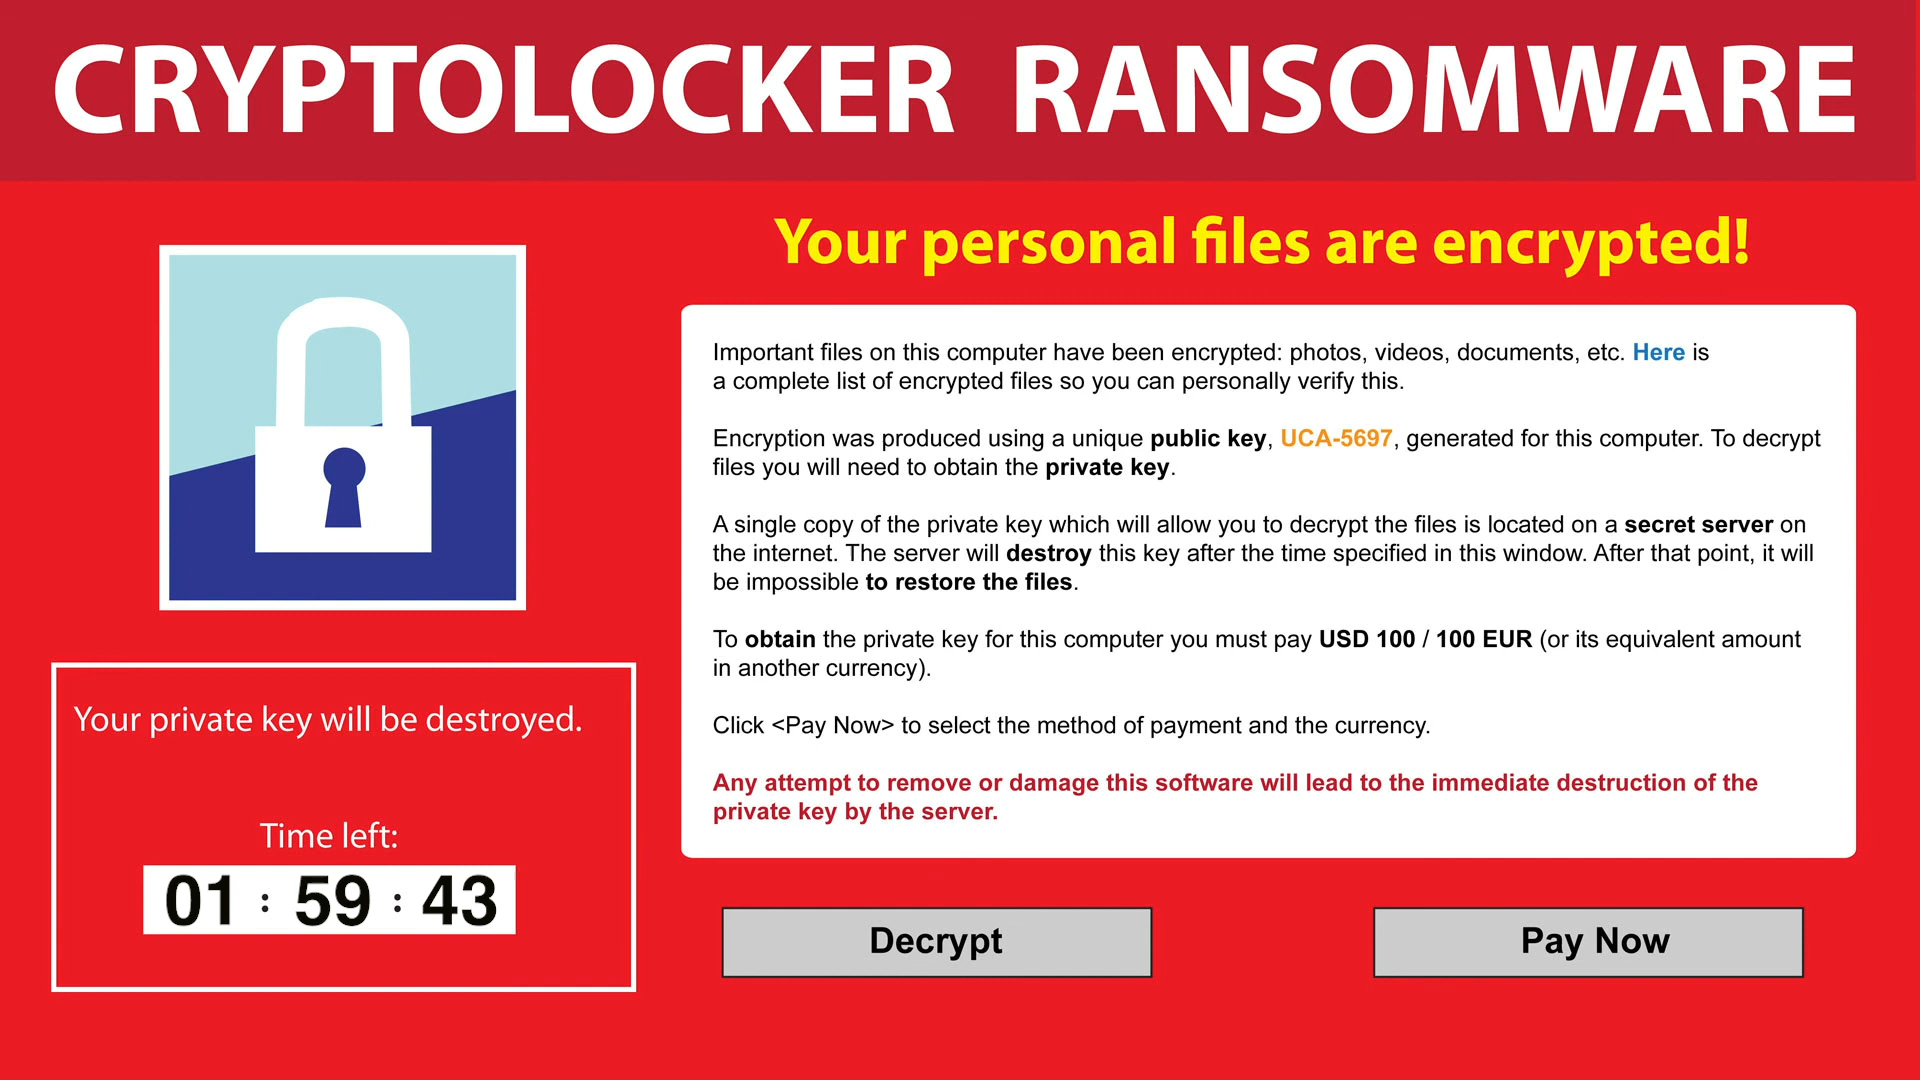 CRYPTOLOCKER RANSOMWARE
Your personal files are encrypted!
Important files on this computer have been encrypted: photos, videos, documents, etc. Here is
a complete list of encrypted files so you can personally verify this.
Encryption was produced using a unique public key, UCA-5697, generated for this computer. To decrypt
files you will need to obtain the private key.
A single copy of the private key which will allow you to decrypt the files is located on a secret server on
the internet. The server will destroy this key after the time specified in this window. After that point, it will
be impossible to restore the files.
To obtain the private key for this computer you must pay USD 100 / 100 EUR (or its equivalent amount
in another currency).
Click <Pay Now> to select the method of payment and the currency.
Any attempt to remove or damage this software will lead to the immediate destruction of the
private key by the server.
Your private key will be destroyed.
Time left:
01 : 59 : 43
Decrypt
Pay Now